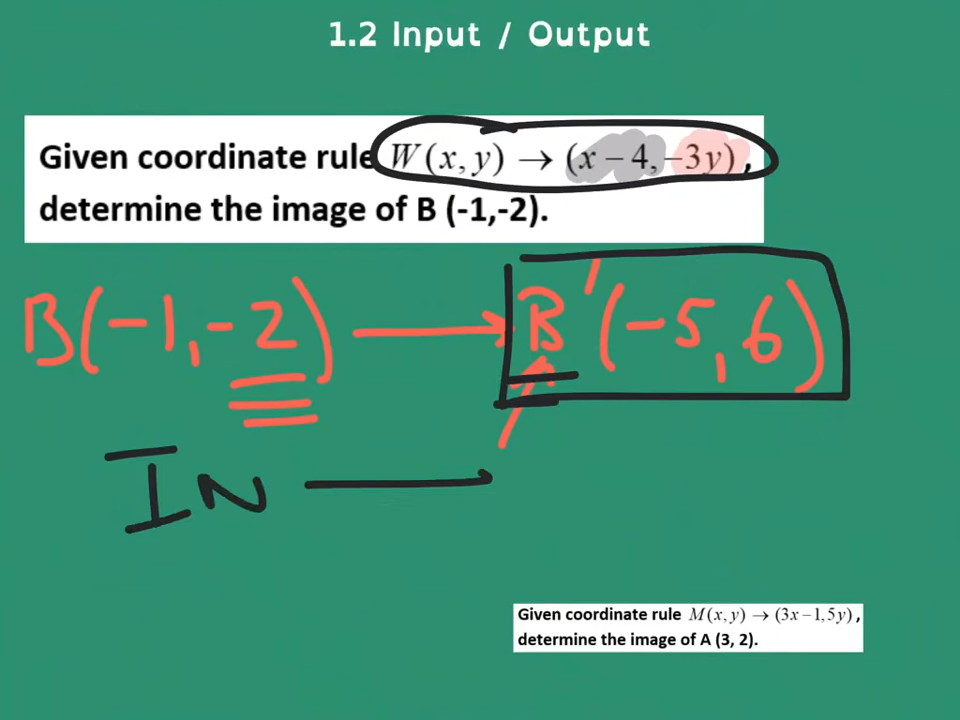 1.2 Input / Output
Given coordinate rule W(x, y) → (x − 4, −3y),
determine the image of B (-1,-2).
B(-1,-2) → B'(-5,6)
IN →
Given coordinate rule M(x, y) → (3x − 1, 5y),
determine the image of A (3, 2).